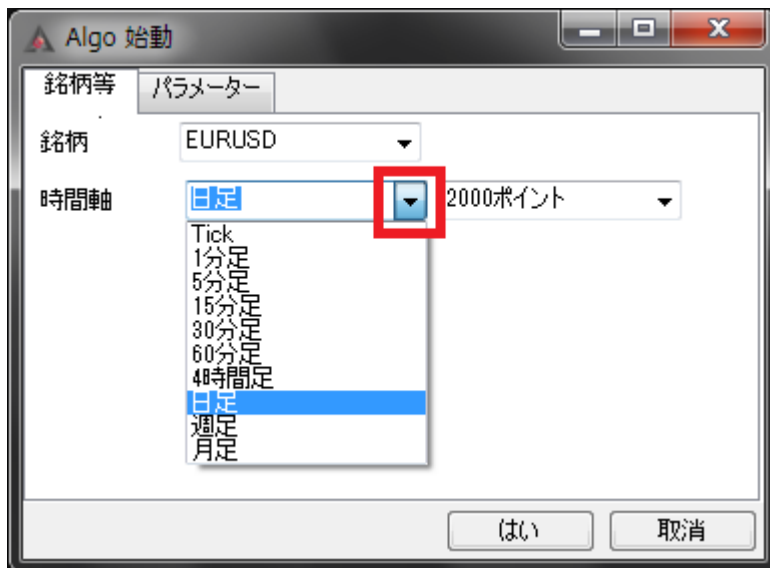 Algo 始動
銘柄等 パラメーター
銘柄 EURUSD
時間軸 日足 2000ポイント
Tick
1分足
5分足
15分足
30分足
60分足
4時間足
日足
週足
月足
はい 取消